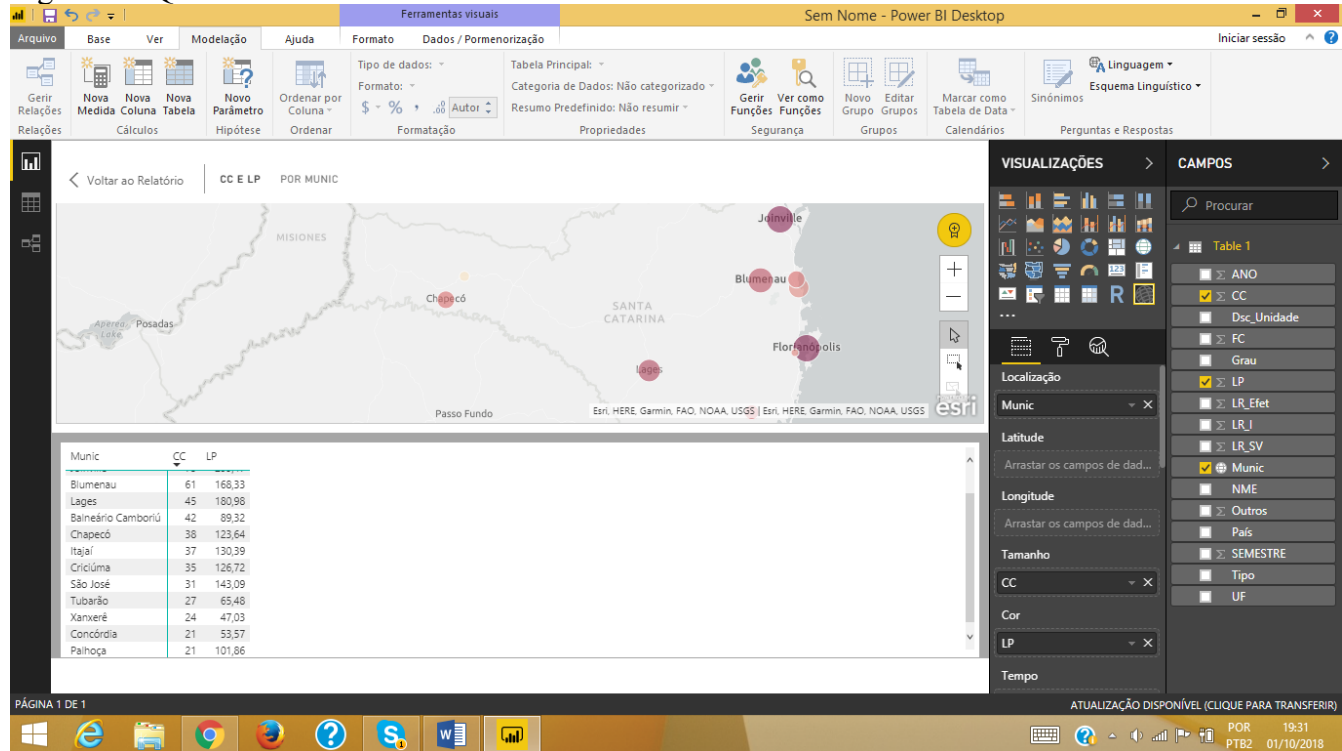 Ferramentas visuais
Sem Nome - Power BI Desktop
Arquivo Base Ver Modelação Ajuda Formato Dados / Pormenorização Iniciar sessão
Gerir Relações
Nova Medida
Nova Coluna
Nova Tabela
Novo Parâmetro
Ordenar por Coluna
Tipo de dados:
Formato:
$ % , .00 Autor
Tabela Principal:
Categoria de Dados: Não categorizado
Resumo Predefinido: Não resumir
Gerir Funções
Ver como Funções
Novo Grupo
Editar Grupos
Marcar como Tabela de Data
Sinónimos
Linguagem
Esquema Linguístico
Relações Cálculos Hipótese Ordenar Formatação Propriedades Segurança Grupos Calendários Perguntas e Respostas
Voltar ao Relatório CC E LP POR MUNIC
MISIONES
Joinville
Blumenau
Chapecó
SANTA CATARINA
Posadas
Florianópolis
Lages
Passo Fundo
Esri, HERE, Garmin, FAO, NOAA, USGS | Esri, HERE, Garmin, FAO, NOAA, USGS
esri
Munic CC LP
Blumenau 61 168,33
Lages 45 180,98
Balneário Camboriú 42 89,32
Chapecó 38 123,64
Itajaí 37 130,39
Criciúma 35 126,72
São José 31 143,09
Tubarão 27 65,48
Xanxerê 24 47,03
Concórdia 21 53,57
Palhoça 21 101,86
VISUALIZAÇÕES
123
R
...
Localização
Munic
Latitude
Arrastar os campos de dad...
Longitude
Arrastar os campos de dad...
Tamanho
CC
Cor
LP
Tempo
CAMPOS
Procurar
Table 1
ANO
CC
Dsc_Unidade
FC
Grau
LP
LR_Efet
LR_I
LR_SV
Munic
NME
Outros
País
SEMESTRE
Tipo
UF
PÁGINA 1 DE 1
ATUALIZAÇÃO DISPONÍVEL (CLIQUE PARA TRANSFERIR)
POR 19:31
PTB2 01/10/2018